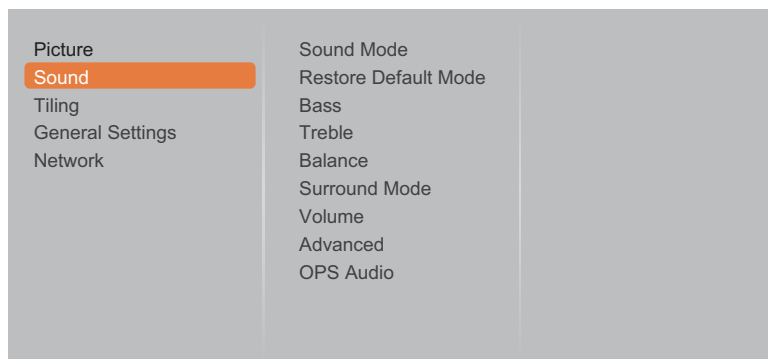 Picture
Sound
Tiling
General Settings
Network
Sound Mode
Restore Default Mode
Bass
Treble
Balance
Surround Mode
Volume
Advanced
OPS Audio